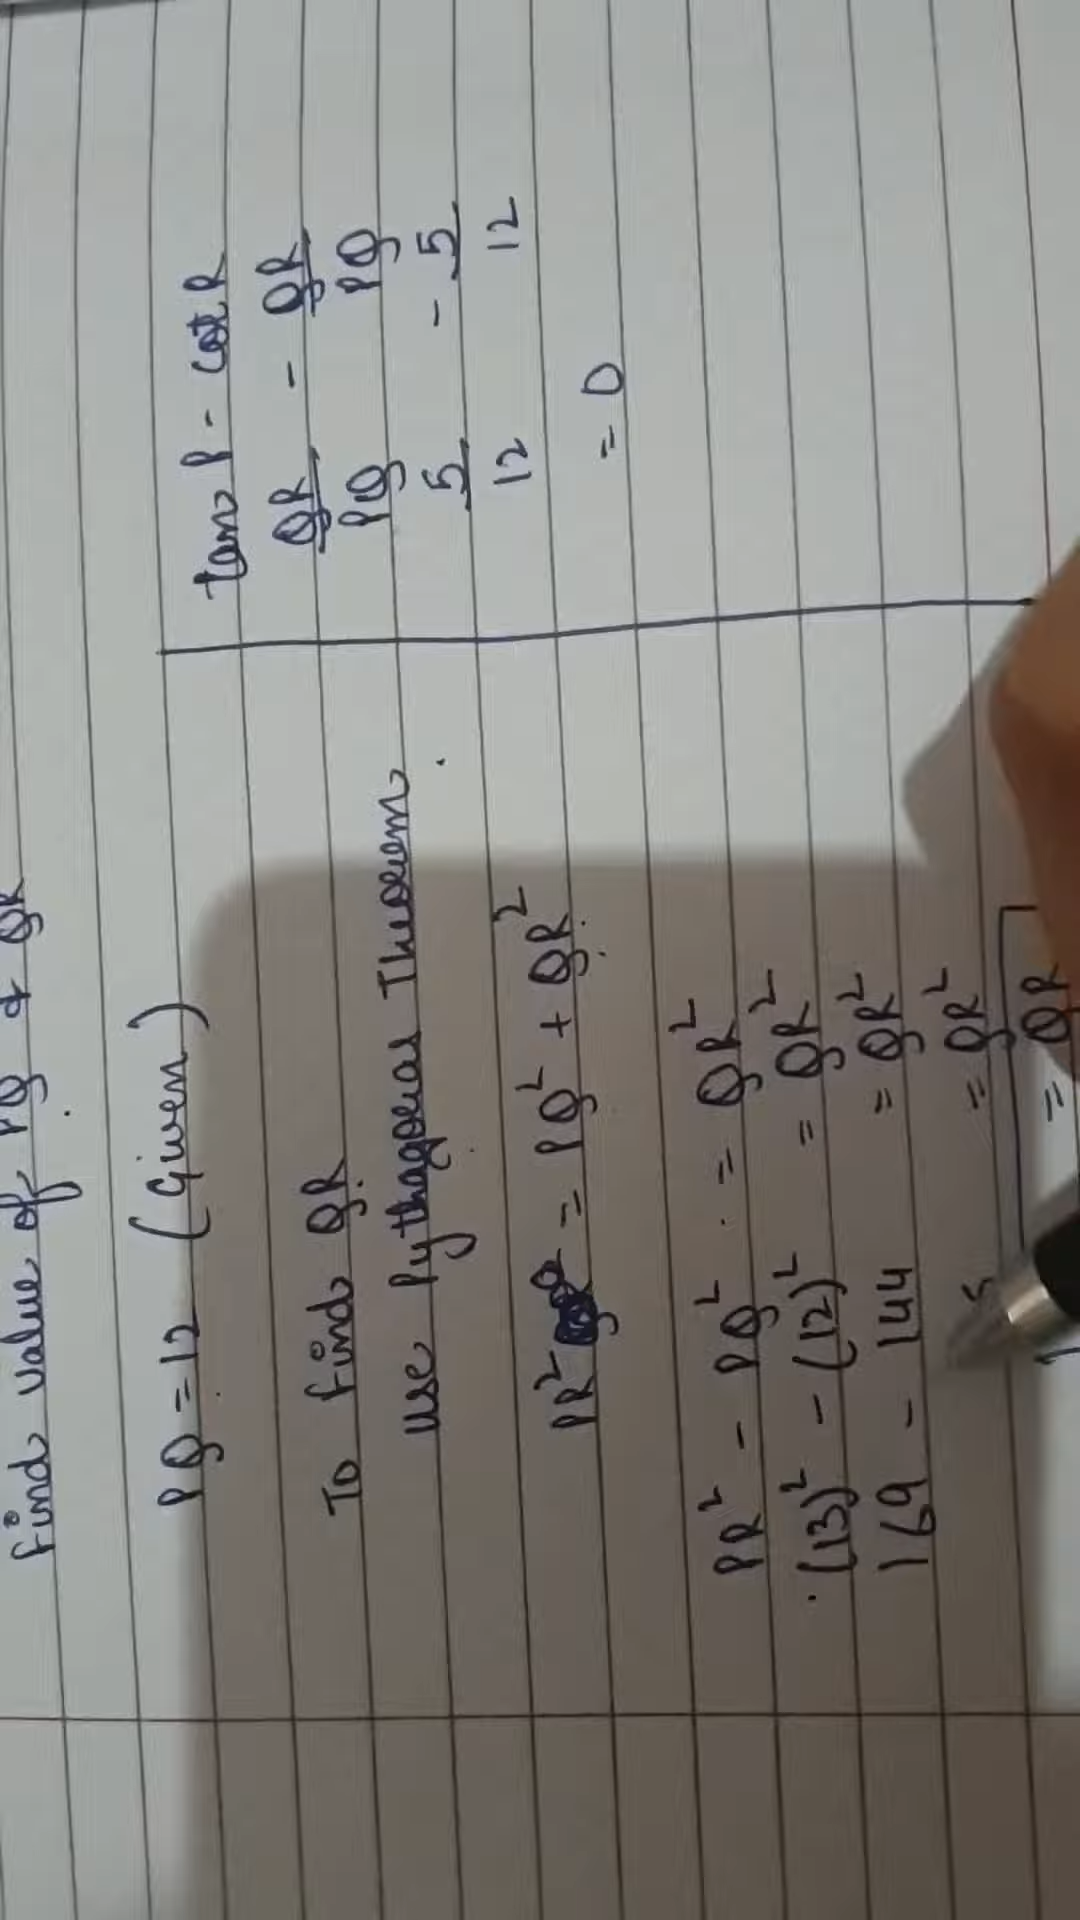 find value of PQ & QR
PQ = 12 (Given)
To find QR
use Pythagoras Theorem
PR² = PQ² + QR²
PR² - PQ² = QR²
(13)² - (12)² = QR²
169 - 144 = QR²
= QR²
= QR
tan P - cot R
QR/PQ - QR/PQ
5/12 - 5/12
= 0